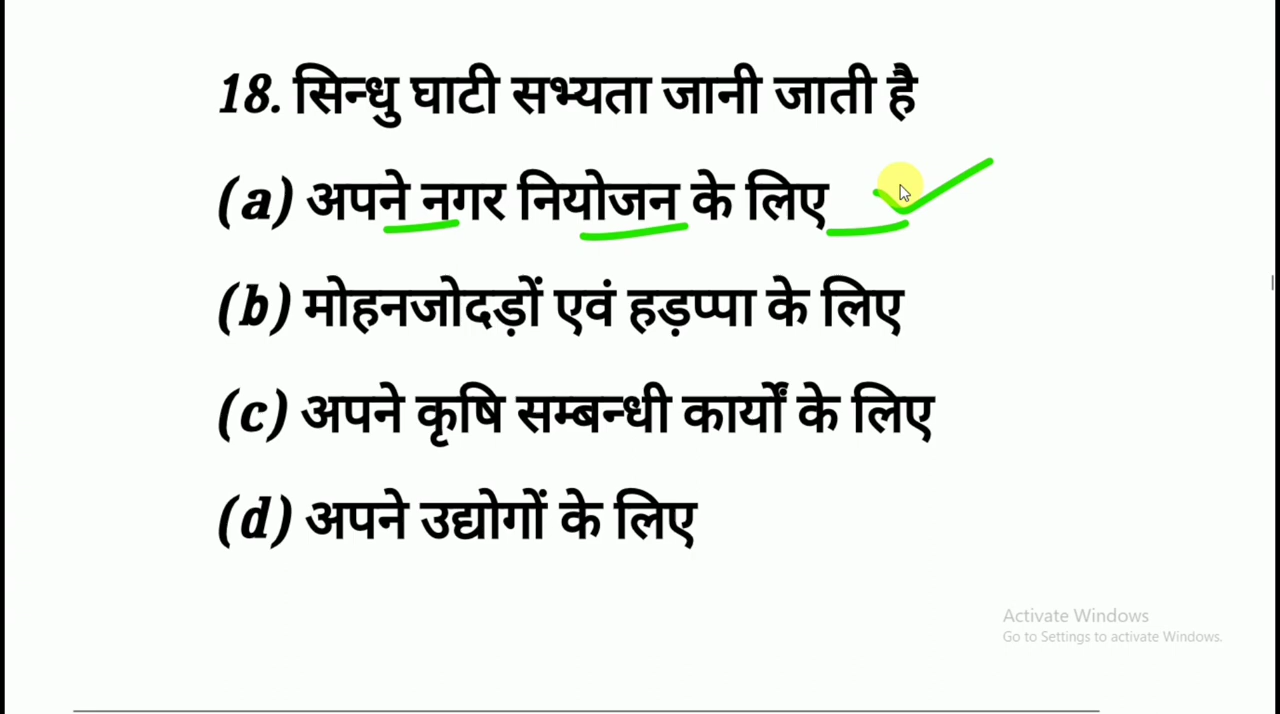 18. सिन्धु घाटी सभ्यता जानी जाती है
(a) अपने नगर नियोजन के लिए
(b) मोहनजोदड़ों एवं हड़प्पा के लिए
(c) अपने कृषि सम्बन्धी कार्यों के लिए
(d) अपने उद्योगों के लिए
Activate Windows
Go to Settings to activate Windows.